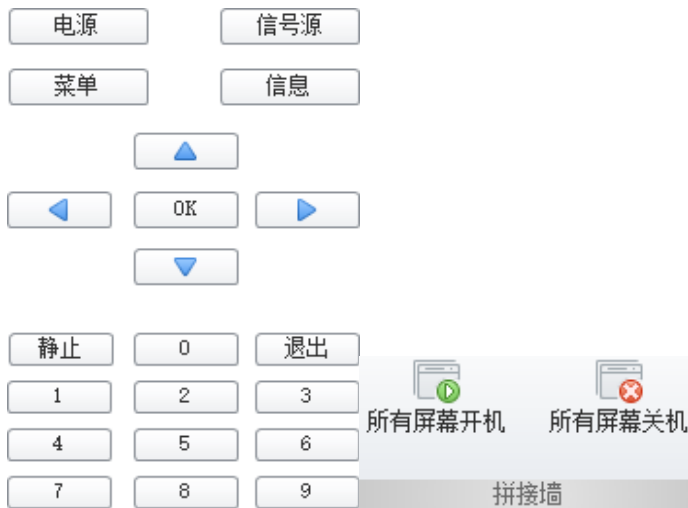 电源 信号源
菜单 信息
OK
静止 0 退出
1 2 3
所有屏幕开机 所有屏幕关机
4 5 6
7 8 9
拼接墙